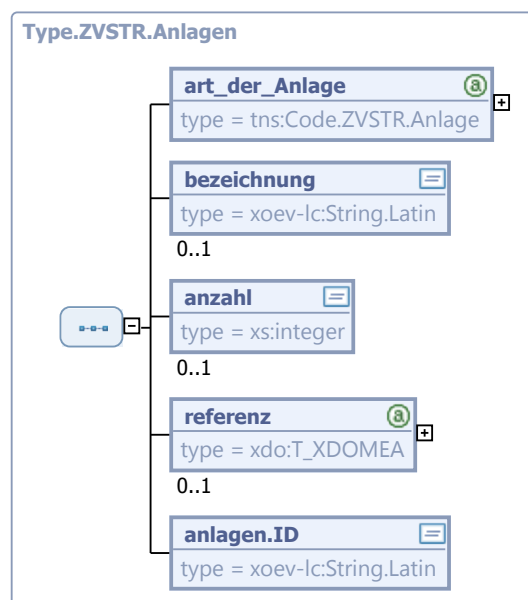 Type.ZVSTR.Anlagen
art_der_Anlage
type = tns:Code.ZVSTR.Anlage
bezeichnung
type = xoev-lc:String.Latin
0..1
anzahl
type = xs:integer
0..1
referenz
type = xdo:T_XDOMEA
0..1
anlagen.ID
type = xoev-lc:String.Latin